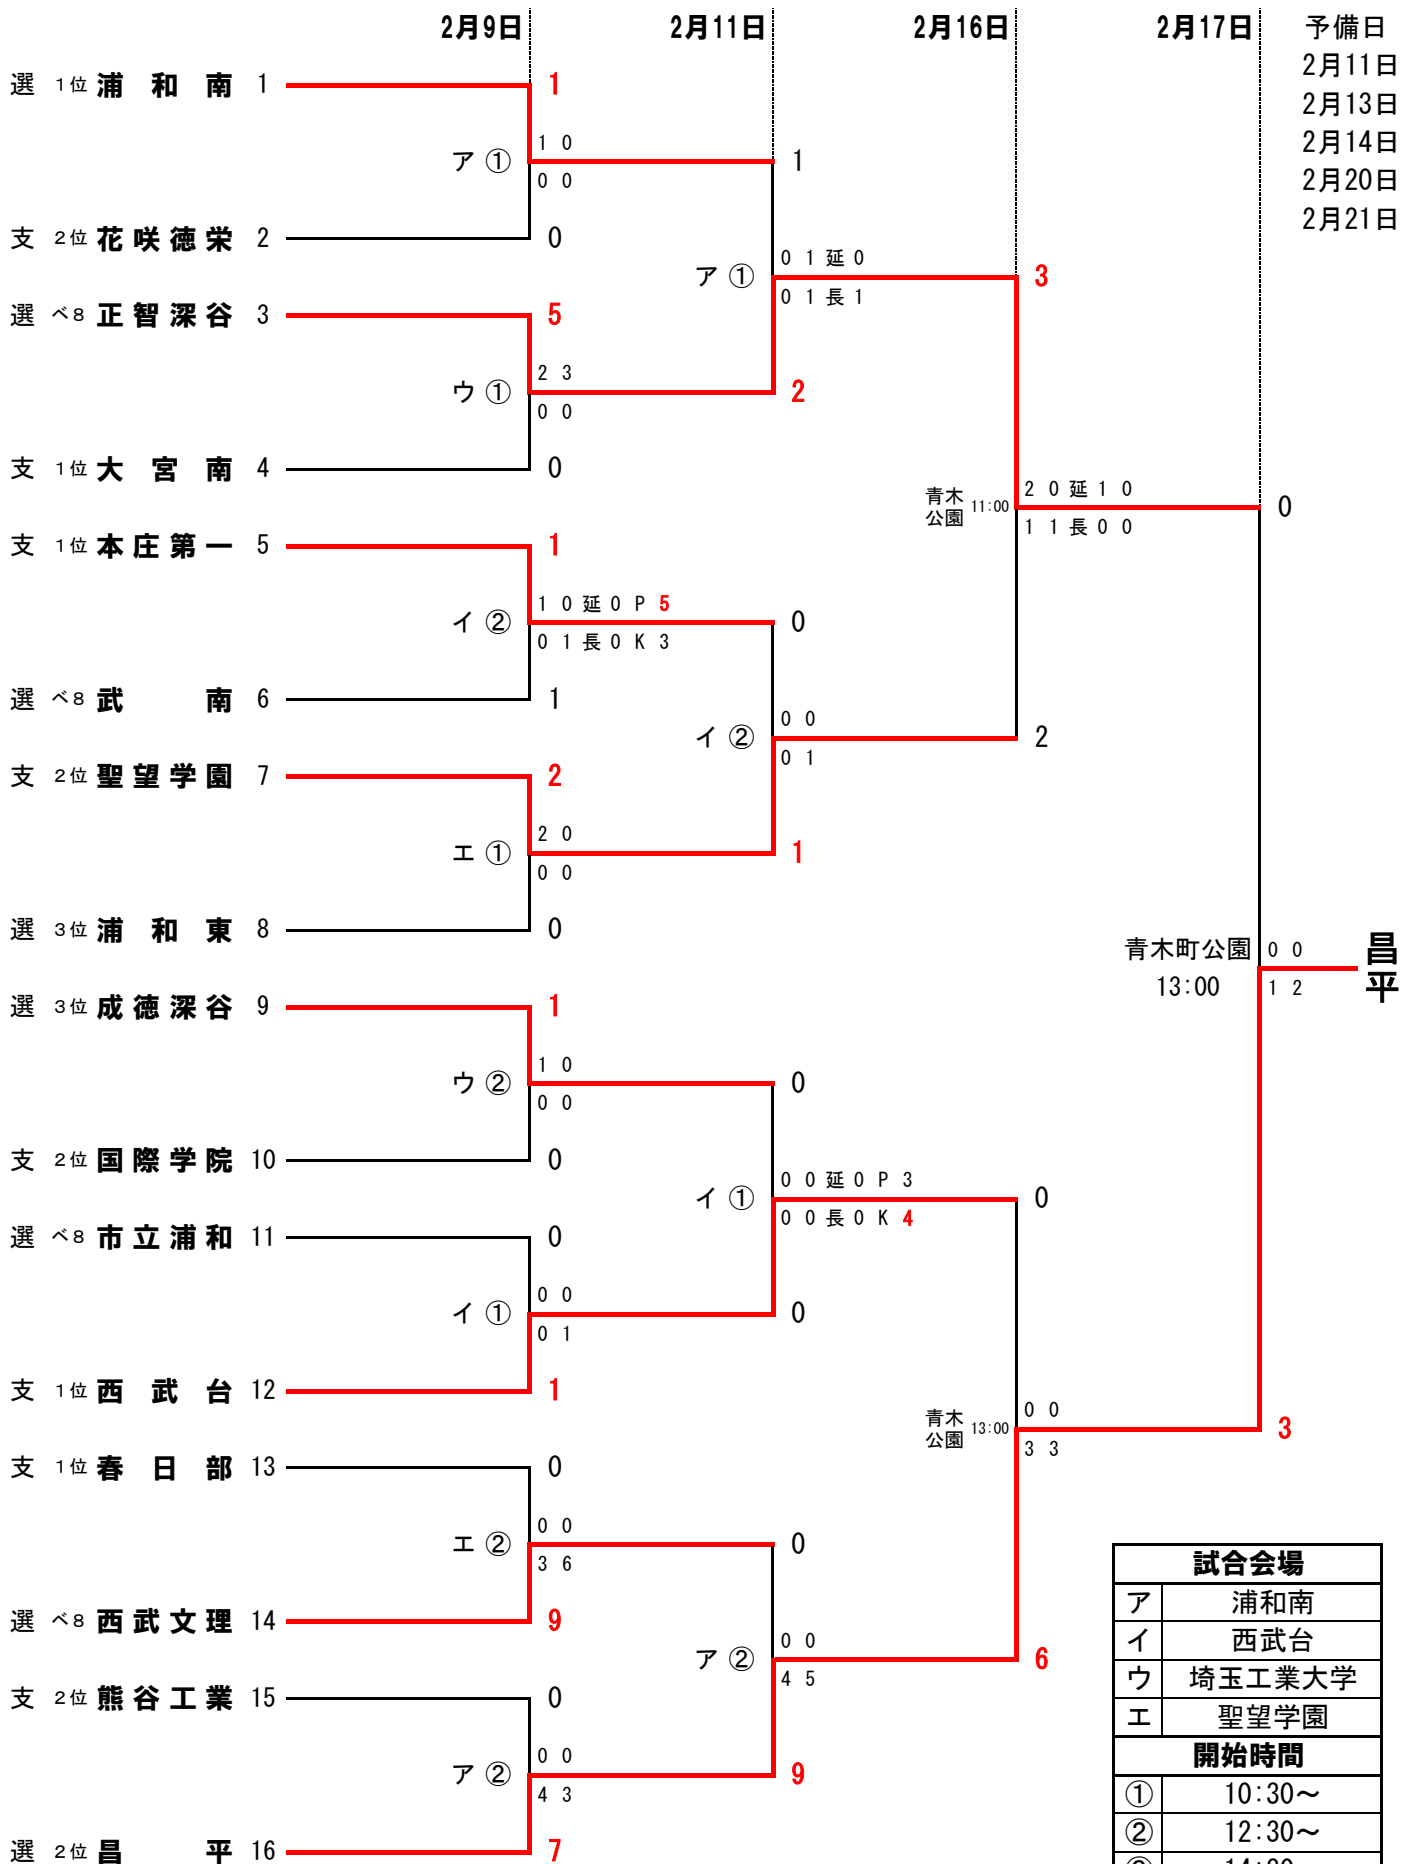 2月9日 2月11日 2月16日 2月17日 予備日
2月11日
選 1位 浦和南 1 1
2月13日
1 0
2月14日
ア ① 1
0 0
2月20日
2月21日
支 2位 花咲徳栄 2 0
0 1 延 0
ア ① 3
0 1 長 1
選 ベ8 正智深谷 3 5
2 3
ウ ① 2
0 0
支 1位 大宮南 4 0
2 0 延 1 0
青木公園 11:00 0
1 1 長 0 0
支 1位 本庄第一 5 1
1 0 延 0 P 5
イ ② 0
0 1 長 0 K 3
選 ベ8 武南 6 1
0 0
イ ② 2
0 1
支 2位 聖望学園 7 2
2 0
エ ① 1
0 0
選 3位 浦和東 8 0
青木町公園 0 0 昌平
13:00 1 2
選 3位 成徳深谷 9 1
1 0
ウ ② 0
0 0
支 2位 国際学院 10 0
0 0 延 0 P 3
イ ① 0
0 0 長 0 K 4
選 ベ8 市立浦和 11 0
0 0
イ ① 0
0 1
支 1位 西武台 12 1
0 0
青木公園 13:00 3
3 3
支 1位 春日部 13 0
0 0
エ ② 0
3 6
選 ベ8 西武文理 14 9
0 0
ア ② 6
4 5
支 2位 熊谷工業 15 0
0 0
ア ② 9
4 3
選 2位 昌平 16 7
試合会場
ア 浦和南
イ 西武台
ウ 埼玉工業大学
エ 聖望学園
開始時間
① 10:30～
② 12:30～